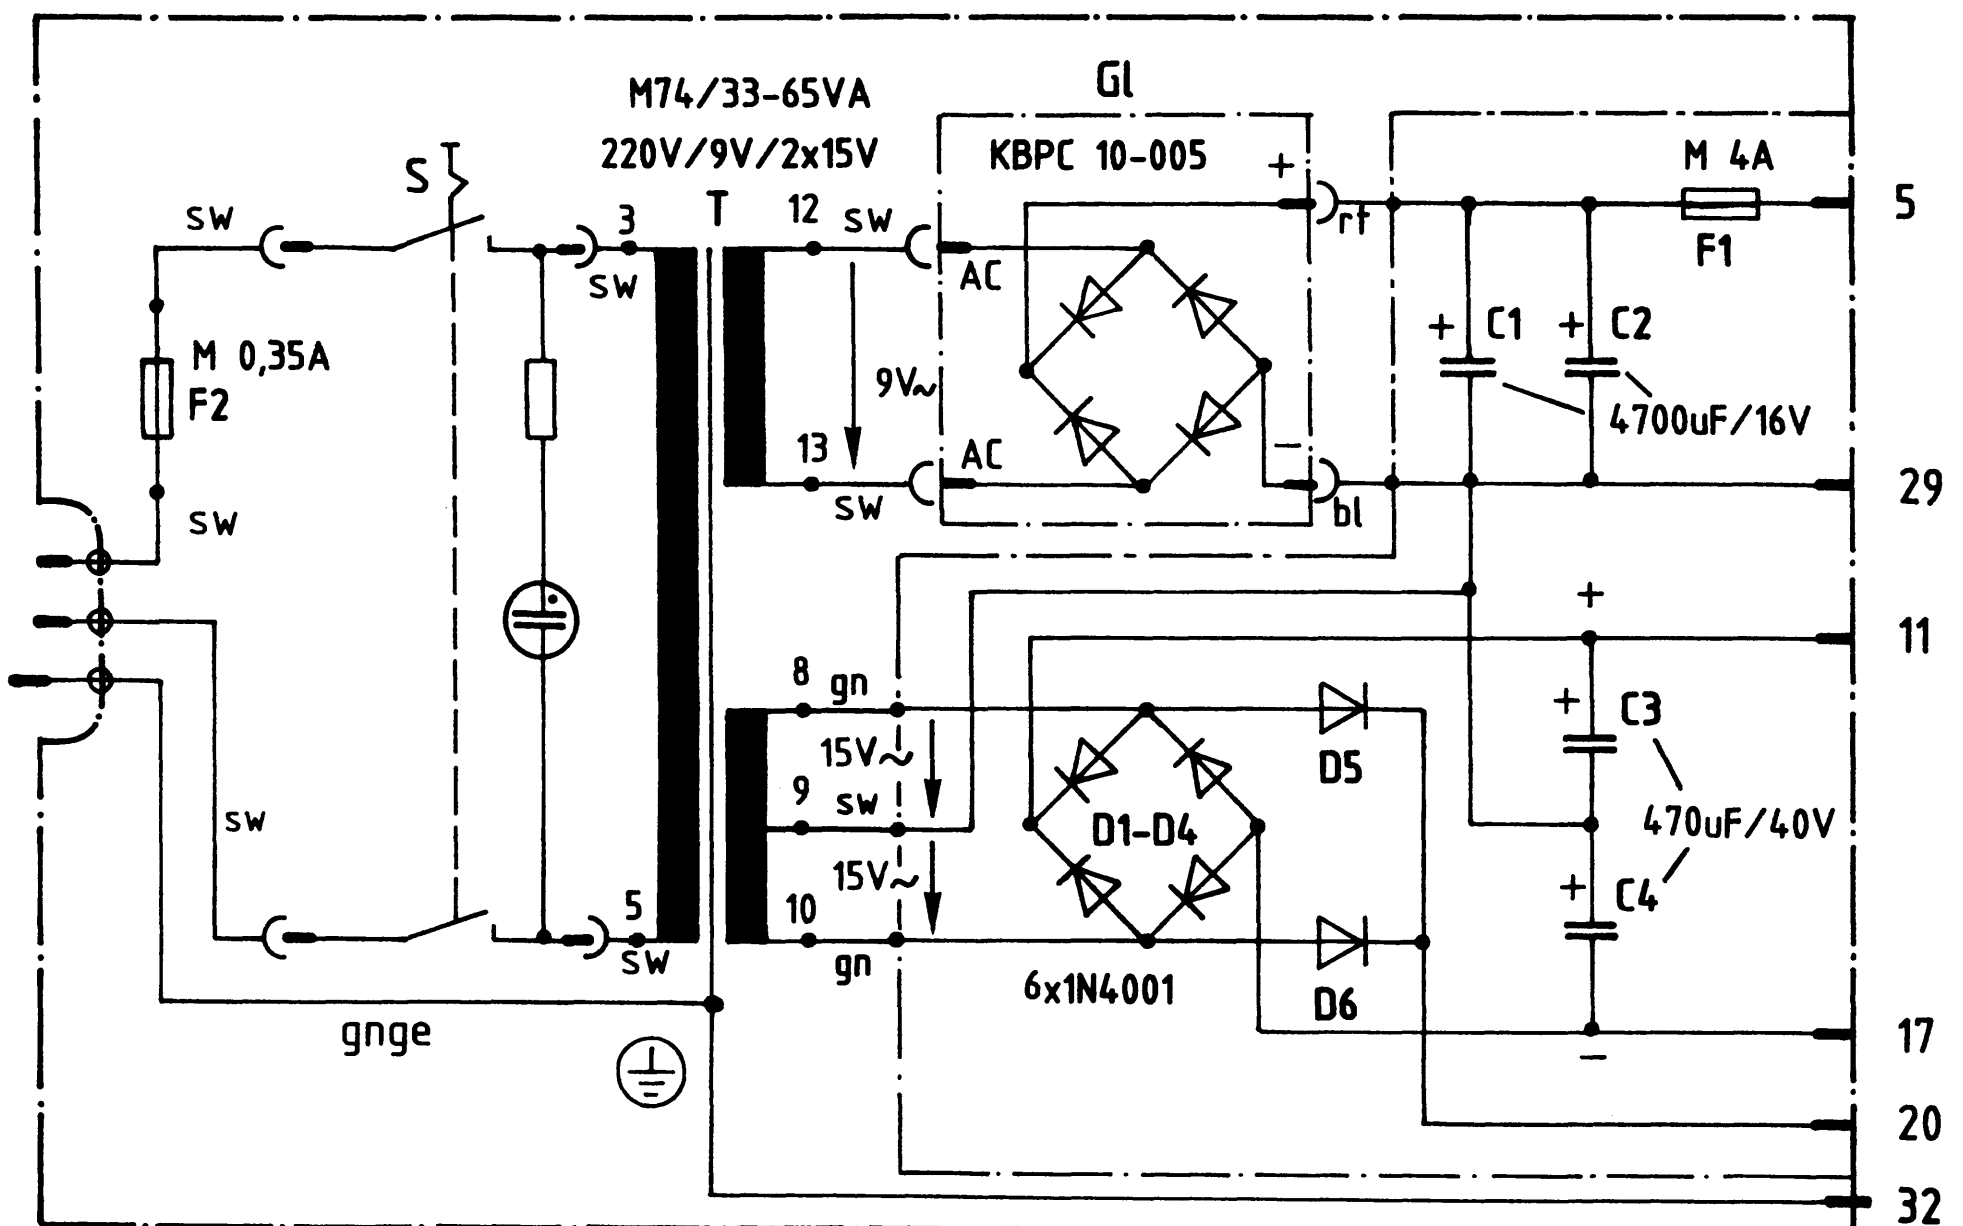 M74/33-65VA
220V/9V/2x15V
Gl
KBPC 10-005
+
M 4A
5
S
sw
3
T
12
sw
rt
F1
sw
AC
M 0,35A
F2
9V~
+ C1
+ C2
4700uF/16V
13
AC
−
29
sw
sw
bl
+
11
8
gn
15V~
+
C3
D5
9
sw
D1-D4
470uF/40V
sw
15V~
+
C4
10
5
sw
gn
6x1N4001
D6
gnge
17
−
20
32